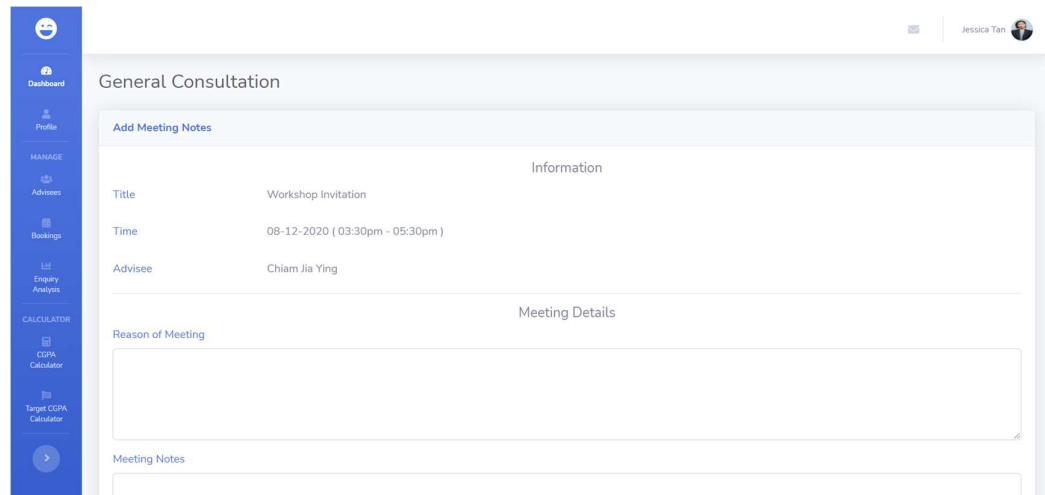 Jessica Tan
Dashboard
Profile
MANAGE
Advisees
Bookings
Enquiry
Analysis
CALCULATOR
CGPA
Calculator
Target CGPA
Calculator
General Consultation
Add Meeting Notes
Information
Title Workshop Invitation
Time 08-12-2020 ( 03:30pm - 05:30pm )
Advisee Chiam Jia Ying
Meeting Details
Reason of Meeting
Meeting Notes